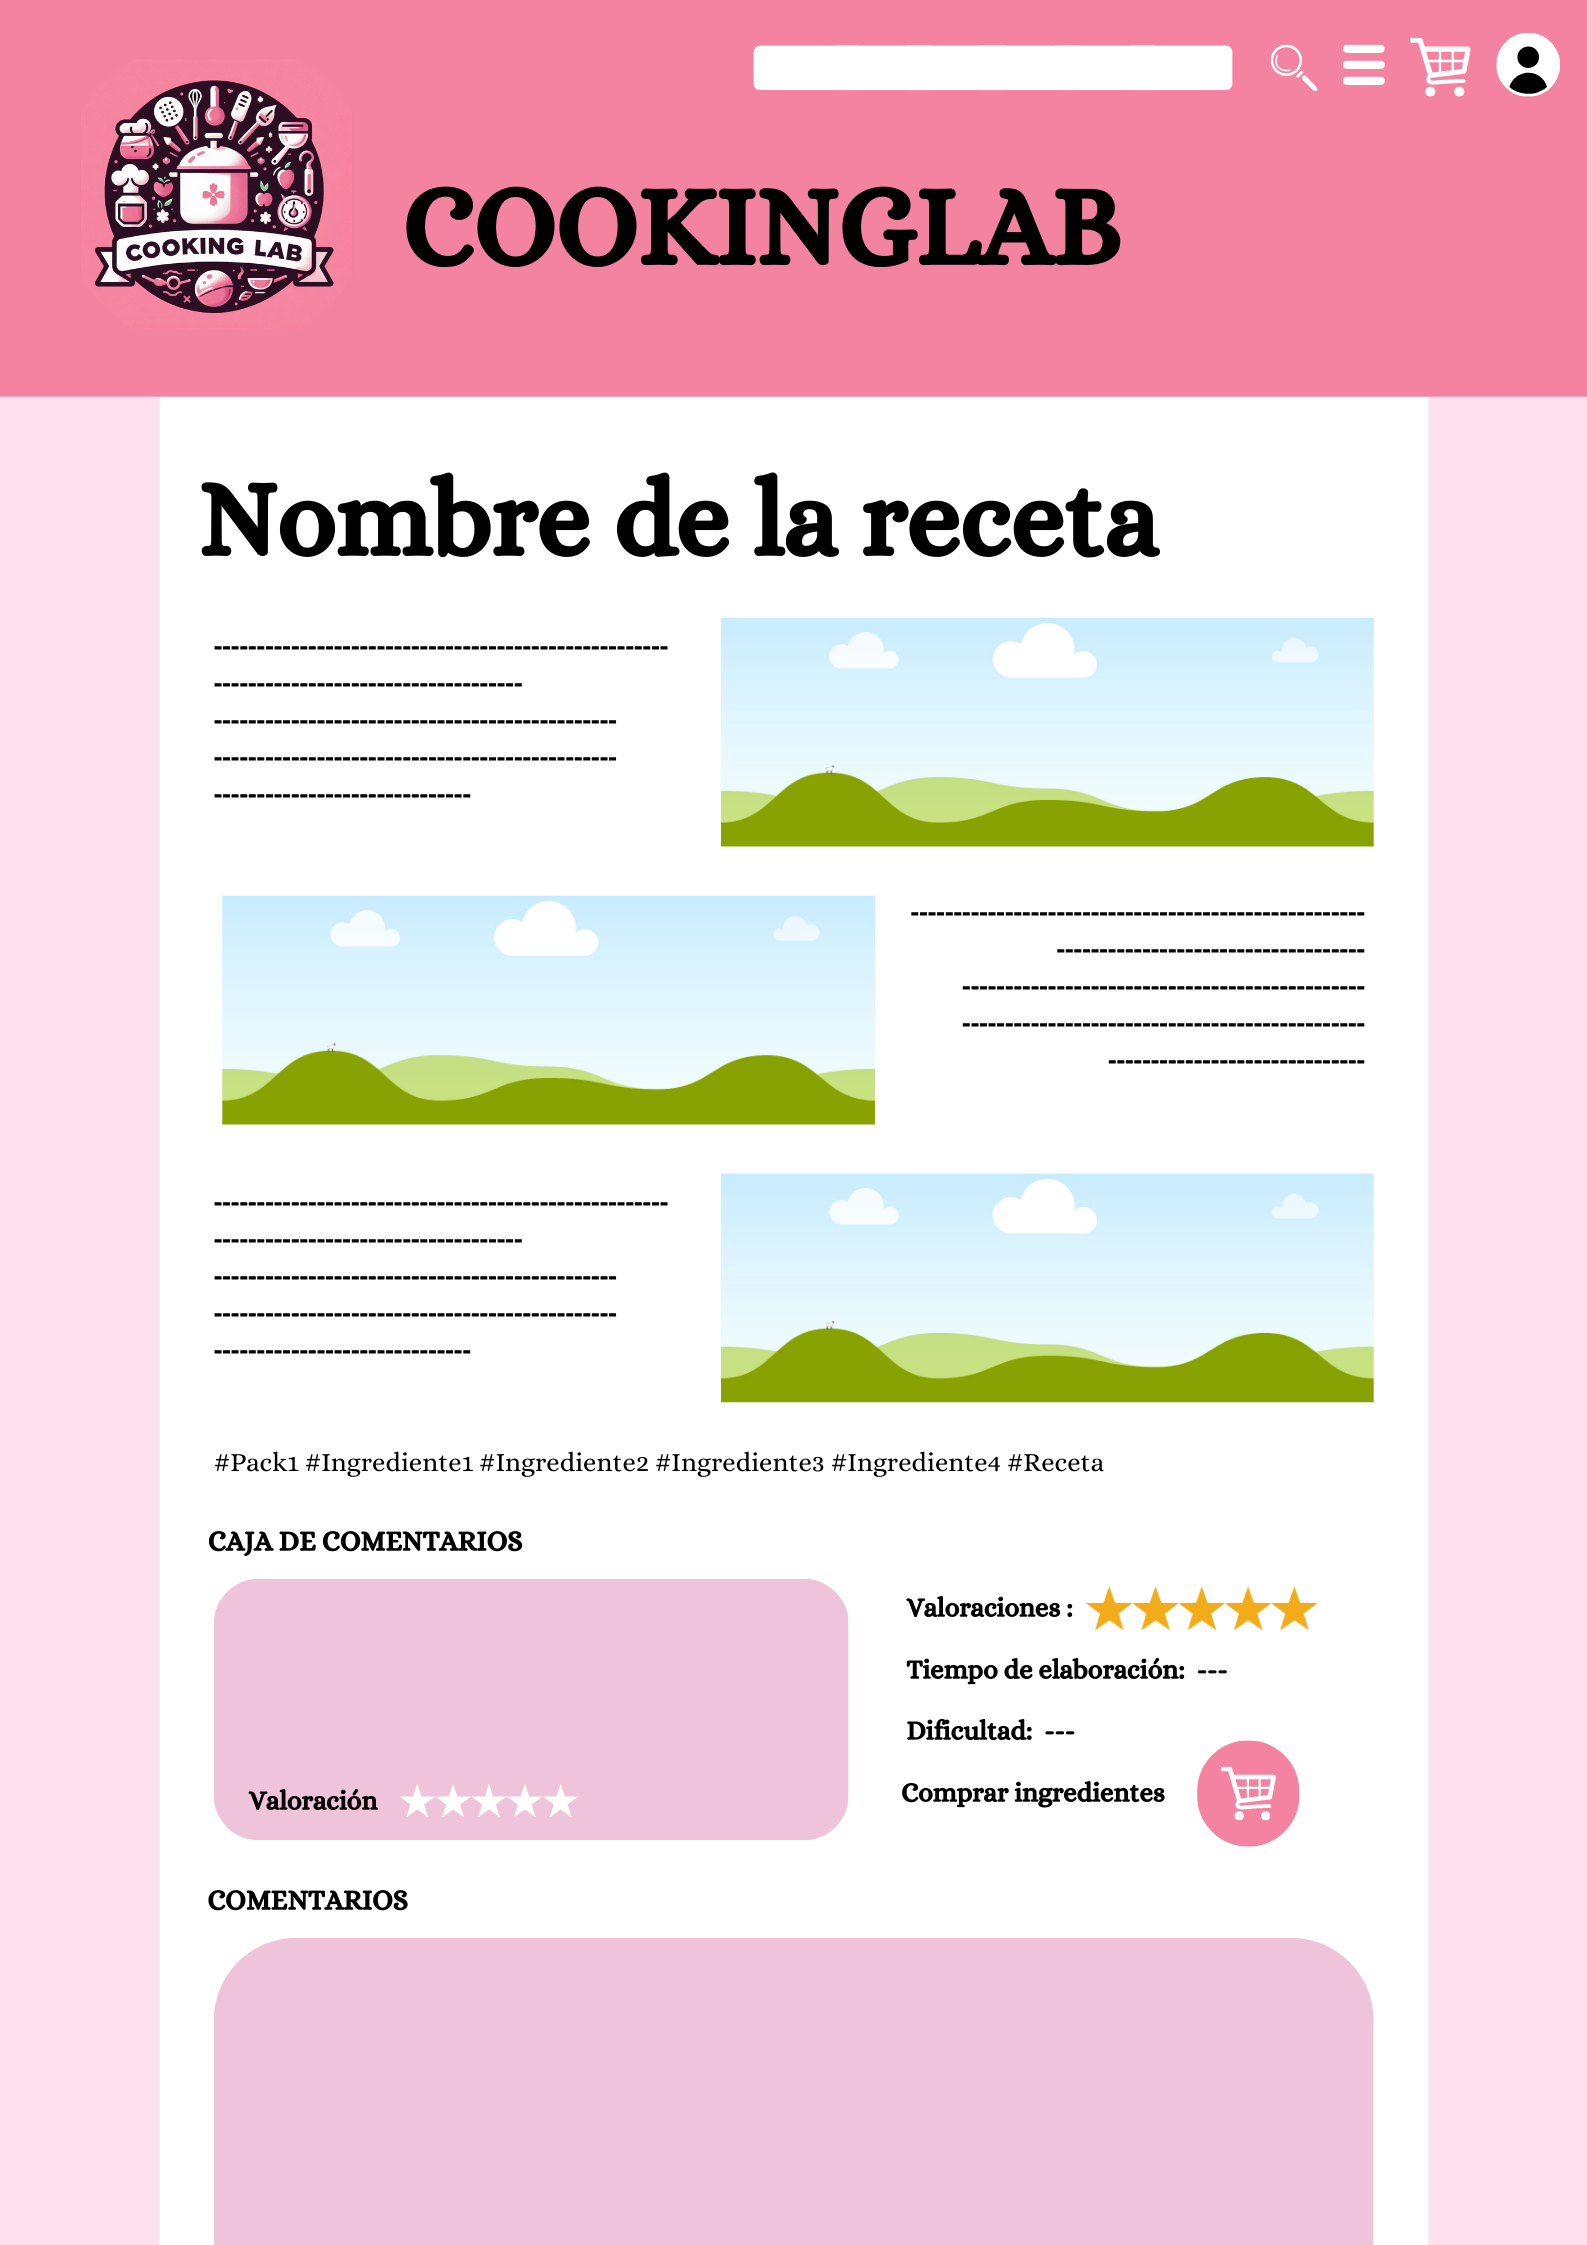 COOKING LAB
COOKINGLAB
Nombre de la receta
-----------------------------------------------------
------------------------------------
-----------------------------------------------
-----------------------------------------------
------------------------------
-----------------------------------------------------
------------------------------------
-----------------------------------------------
-----------------------------------------------
------------------------------
-----------------------------------------------------
------------------------------------
-----------------------------------------------
-----------------------------------------------
------------------------------
#Pack1 #Ingrediente1 #Ingrediente2 #Ingrediente3 #Ingrediente4 #Receta
CAJA DE COMENTARIOS
Valoración
Valoraciones :
Tiempo de elaboración: ---
Dificultad: ---
Comprar ingredientes
COMENTARIOS